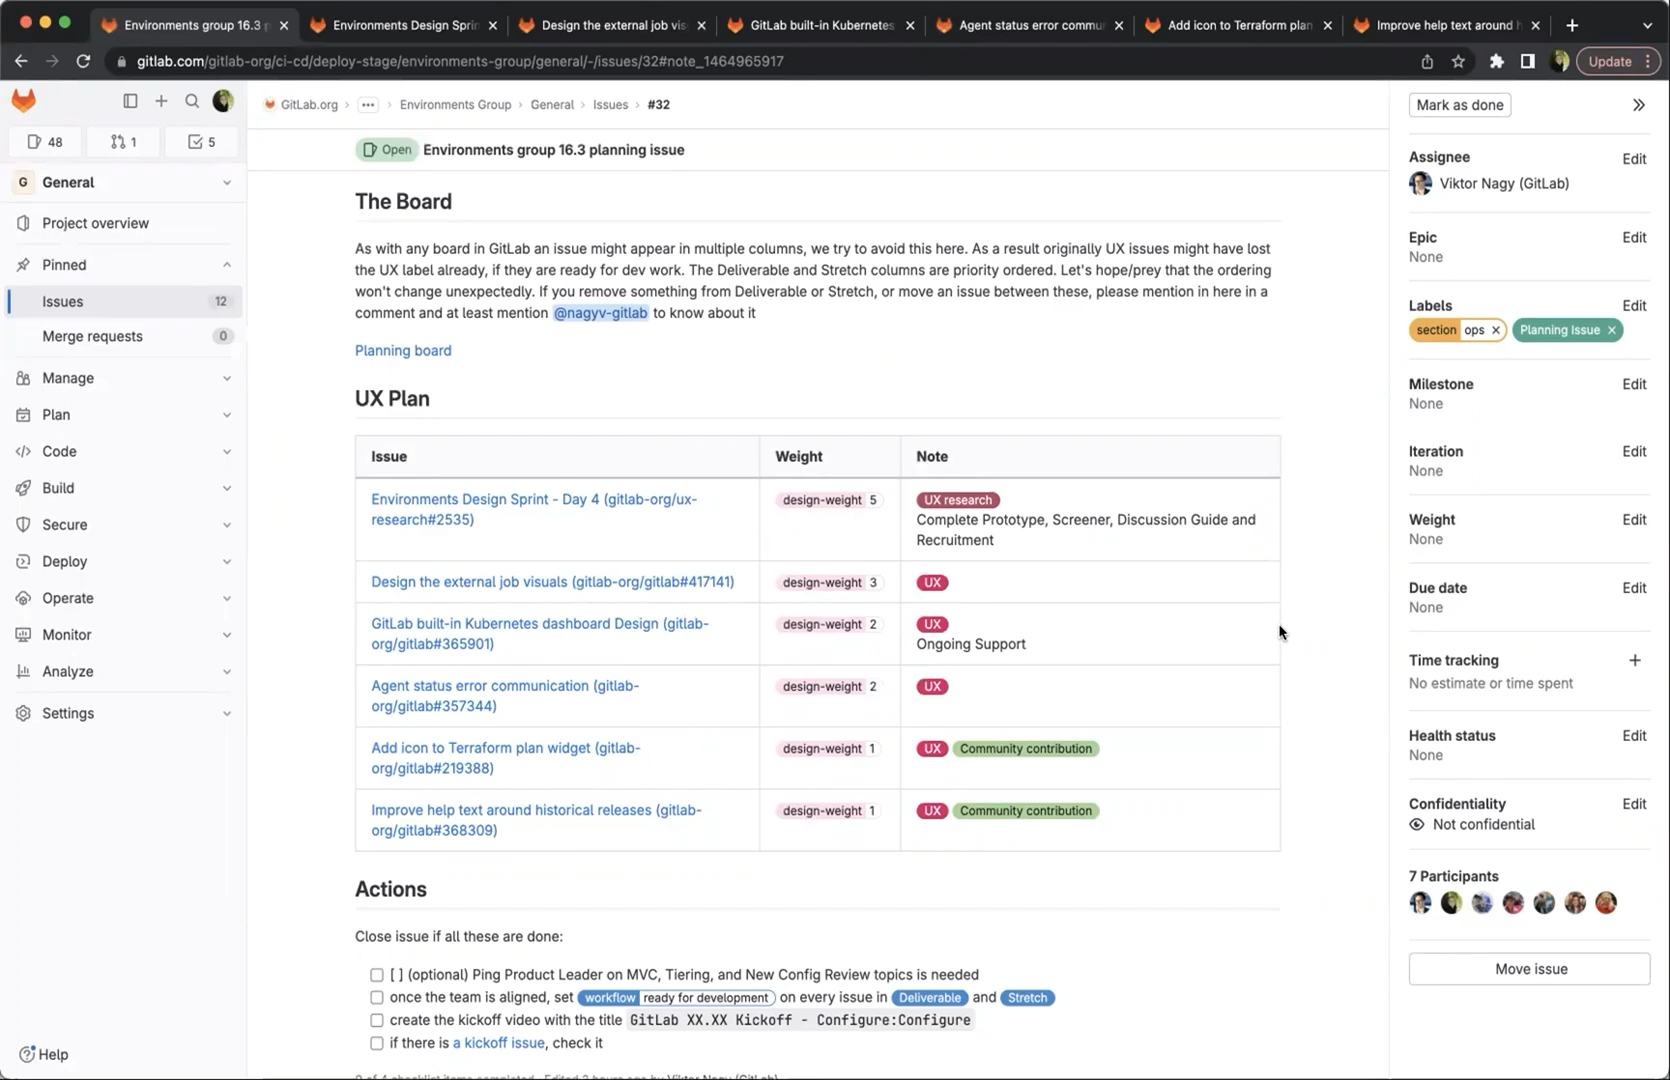 Environments group 16.3 p
Environments Design Sprin
Design the external job vis
GitLab built-in Kubernetes
Agent status error commu
Add icon to Terraform plan
Improve help text around h
gitlab.com/gitlab-org/ci-cd/deploy-stage/environments-group/general/-/issues/32#note_1464965917
Update
48
1
5
G General
Project overview
Pinned
Issues 12
Merge requests 0
Manage
Plan
Code
Build
Secure
Deploy
Operate
Monitor
Analyze
Settings
Help
GitLab.org › ••• › Environments Group › General › Issues › #32
Open Environments group 16.3 planning issue
The Board
As with any board in GitLab an issue might appear in multiple columns, we try to avoid this here. As a result originally UX issues might have lost
the UX label already, if they are ready for dev work. The Deliverable and Stretch columns are priority ordered. Let's hope/prey that the ordering
won't change unexpectedly. If you remove something from Deliverable or Stretch, or move an issue between these, please mention in here in a
comment and at least mention @nagyv-gitlab to know about it
Planning board
UX Plan
Issue Weight Note
Environments Design Sprint - Day 4 (gitlab-org/ux-
research#2535)
design-weight 5
UX research
Complete Prototype, Screener, Discussion Guide and
Recruitment
Design the external job visuals (gitlab-org/gitlab#417141)
design-weight 3
UX
GitLab built-in Kubernetes dashboard Design (gitlab-
org/gitlab#365901)
design-weight 2
UX
Ongoing Support
Agent status error communication (gitlab-
org/gitlab#357344)
design-weight 2
UX
Add icon to Terraform plan widget (gitlab-
org/gitlab#219388)
design-weight 1
UX Community contribution
Improve help text around historical releases (gitlab-
org/gitlab#368309)
design-weight 1
UX Community contribution
Actions
Close issue if all these are done:
[ ] (optional) Ping Product Leader on MVC, Tiering, and New Config Review topics is needed
once the team is aligned, set workflow ready for development on every issue in Deliverable and Stretch
create the kickoff video with the title GitLab XX.XX Kickoff - Configure:Configure
if there is a kickoff issue, check it
0 of 4 checklist items completed · Edited 2 hours ago by Viktor Nagy (GitLab)
Mark as done
Assignee Edit
Viktor Nagy (GitLab)
Epic Edit
None
Labels Edit
section ops Planning Issue
Milestone Edit
None
Iteration Edit
None
Weight Edit
None
Due date Edit
None
Time tracking
No estimate or time spent
Health status Edit
None
Confidentiality Edit
Not confidential
7 Participants
Move issue